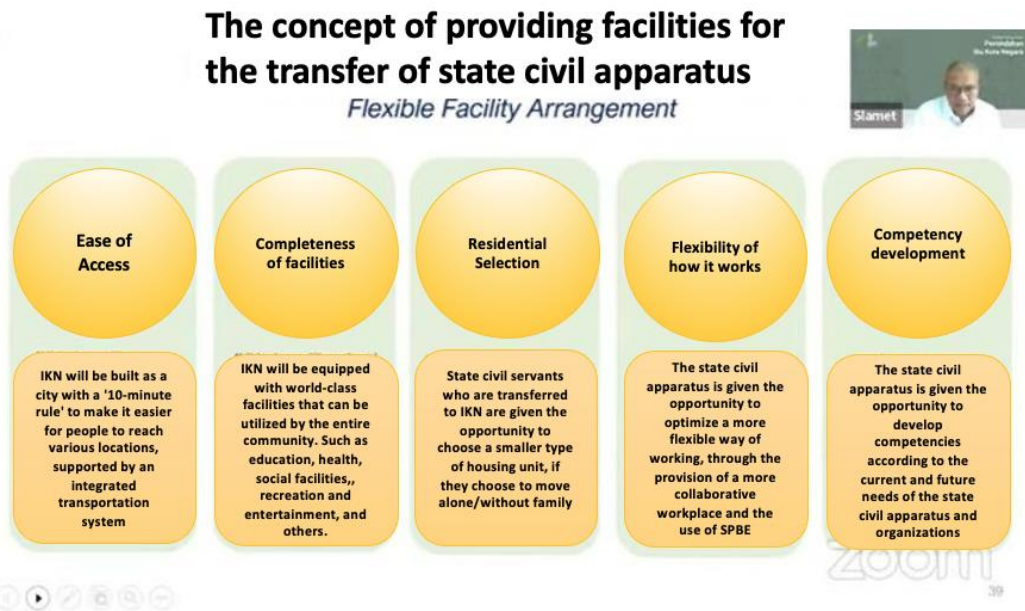 The concept of providing facilities for
the transfer of state civil apparatus
Flexible Facility Arrangement
Pemindahan
Ibu Kota Negara
Slamet
Ease of
Access
Completeness
of facilities
Residential
Selection
Flexibility of
how it works
Competency
development
IKN will be built as a
city with a '10-minute
rule' to make it easier
for people to reach
various locations,
supported by an
integrated
transportation
system
IKN will be equipped
with world-class
facilities that can be
utilized by the entire
community. Such as
education, health,
social facilities,,
recreation and
entertainment, and
others.
State civil servants
who are transferred
to IKN are given the
opportunity to
choose a smaller type
of housing unit, if
they choose to move
alone/without family
The state civil
apparatus is given the
opportunity to
optimize a more
flexible way of
working, through the
provision of a more
collaborative
workplace and the
use of SPBE
The state civil
apparatus is given the
opportunity to
develop
competencies
according to the
current and future
needs of the state
civil apparatus and
organizations
zoom
39